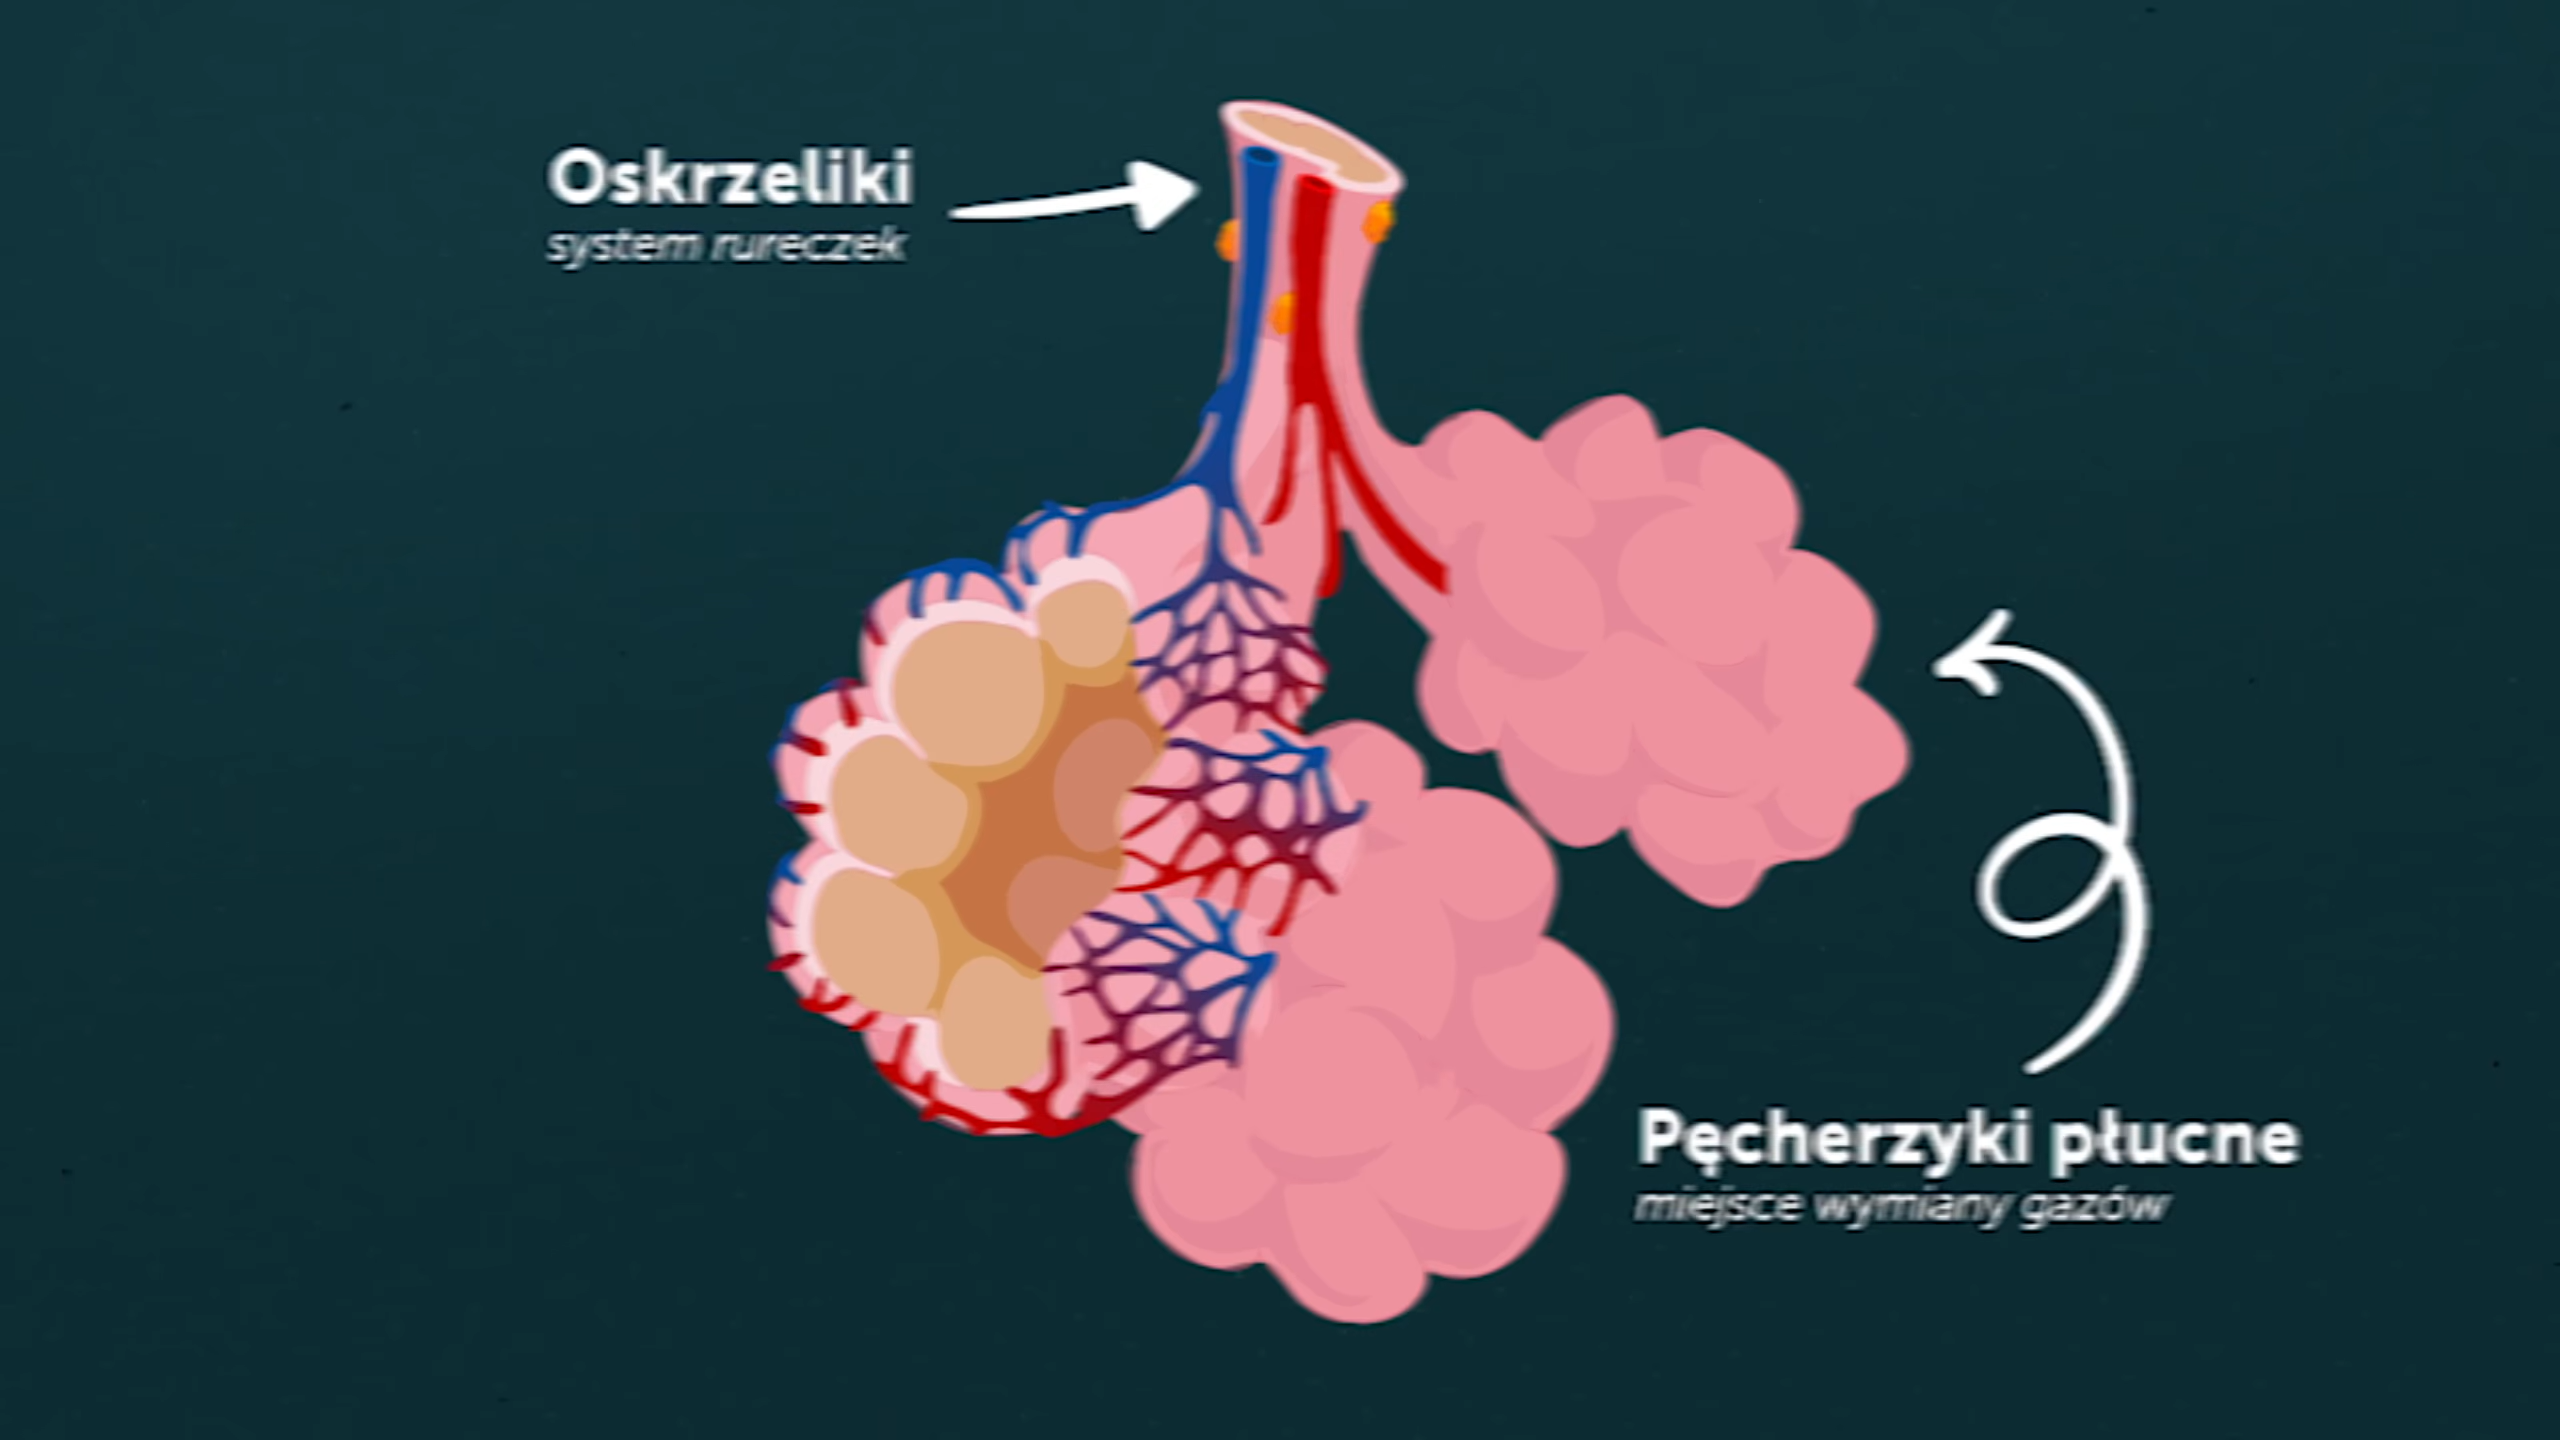 Oskrzeliki
system rureczek
Pęcherzyki płucne
miejsce wymiany gazów